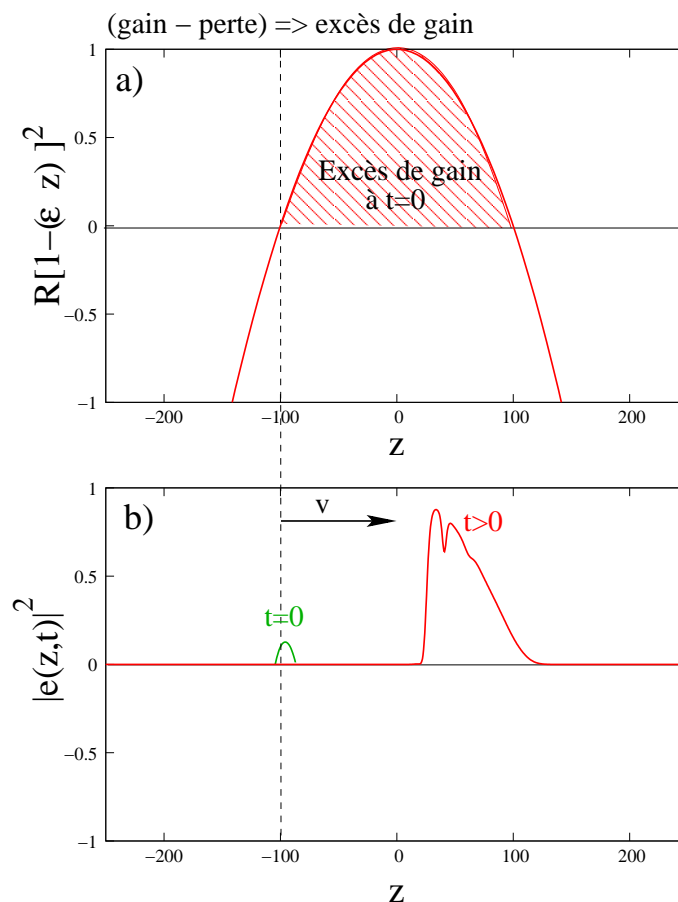 (gain − perte) => excès de gain
a)
R[1−(ε z) ]^2
1
0.5
0
−0.5
−1
Excès de gain
à t=0
−200
−100
0
100
200
z
b)
|e(z,t)|^2
1
0.5
0
−0.5
−1
v
t=0
t>0
−200
−100
0
100
200
z